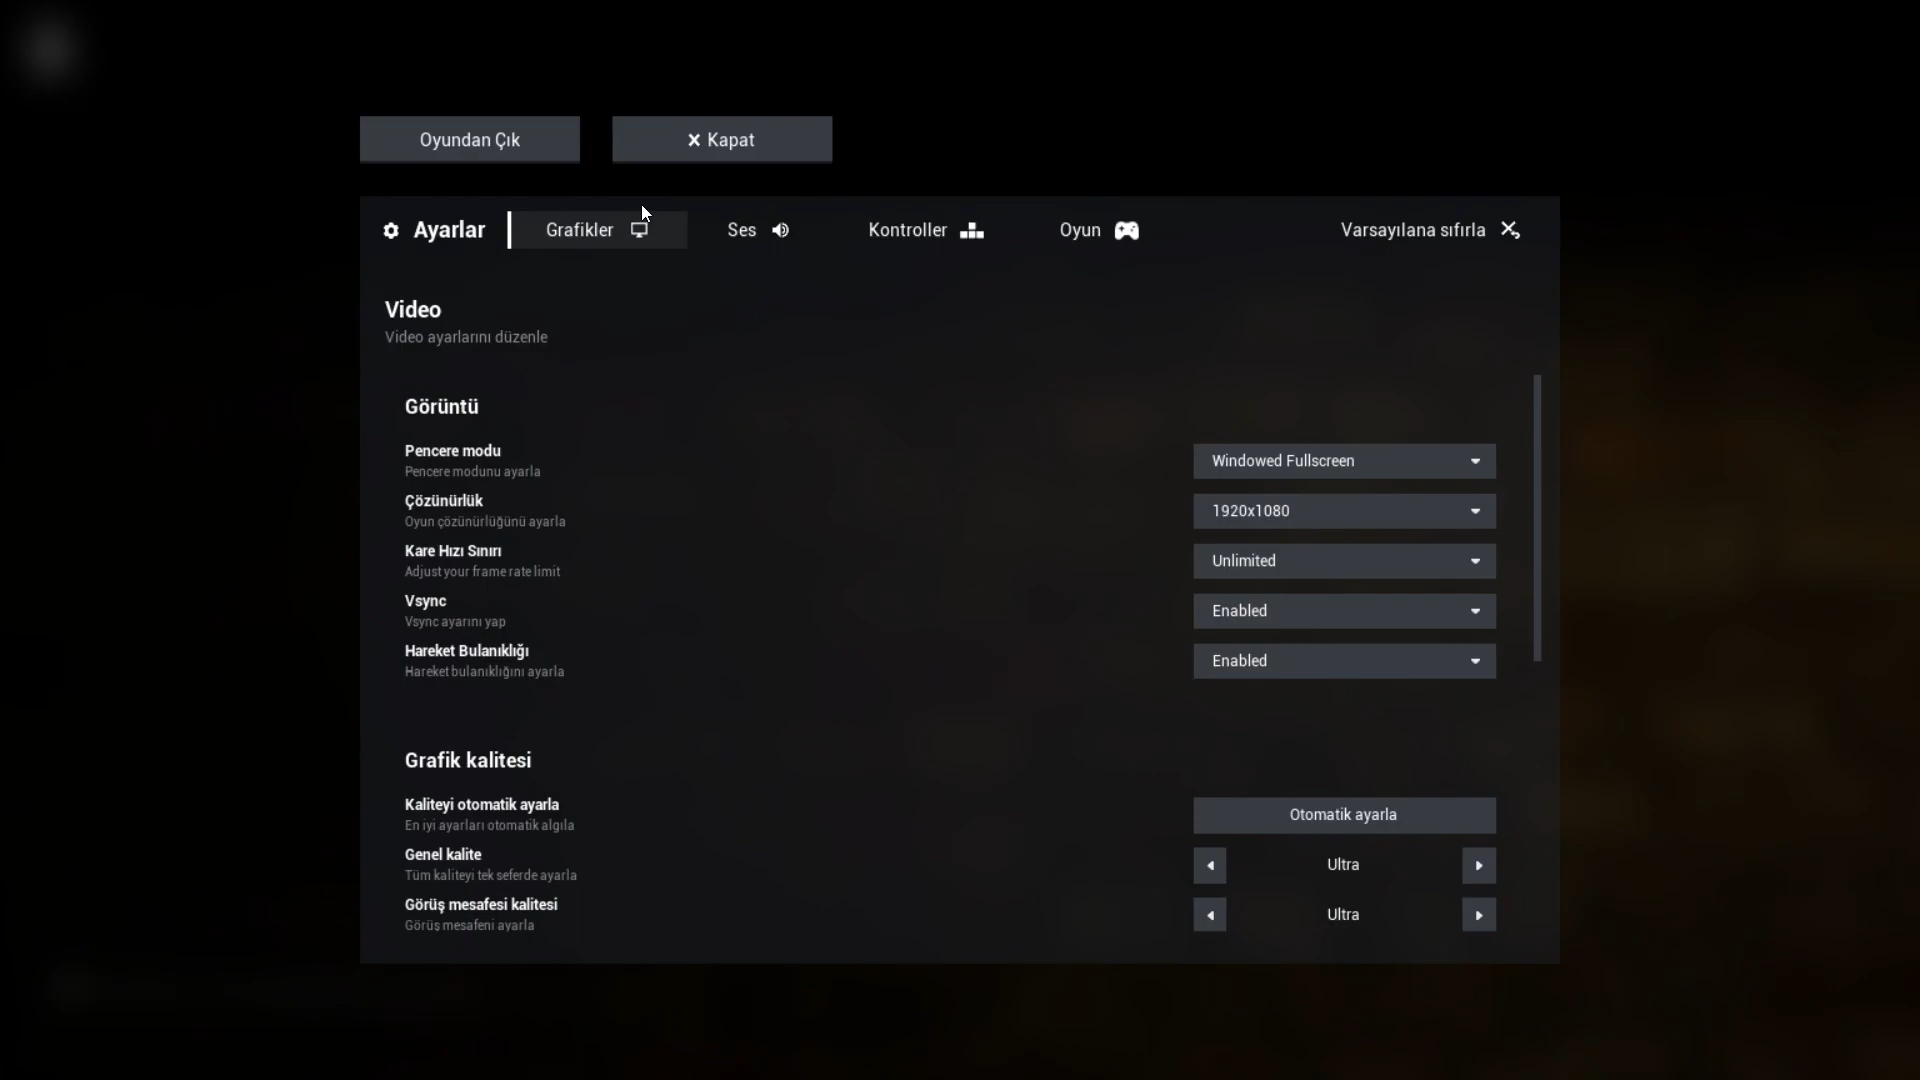 Oyundan Çık
Kapat
Ayarlar
Grafikler
Ses
Kontroller
Oyun
Varsayılana sıfırla
Video
Video ayarlarını düzenle
Görüntü
Pencere modu
Windowed Fullscreen
Pencere modunu ayarla
Çözünürlük
1920x1080
Oyun çözünürlüğünü ayarla
Kare Hızı Sınırı
Unlimited
Adjust your frame rate limit
Vsync
Enabled
Vsync ayarını yap
Hareket Bulanıklığı
Enabled
Hareket bulanıklığını ayarla
Grafik kalitesi
Kaliteyi otomatik ayarla
Otomatik ayarla
En iyi ayarları otomatik algıla
Genel kalite
Ultra
Tüm kaliteyi tek seferde ayarla
Görüş mesafesi kalitesi
Ultra
Görüş mesafeni ayarla